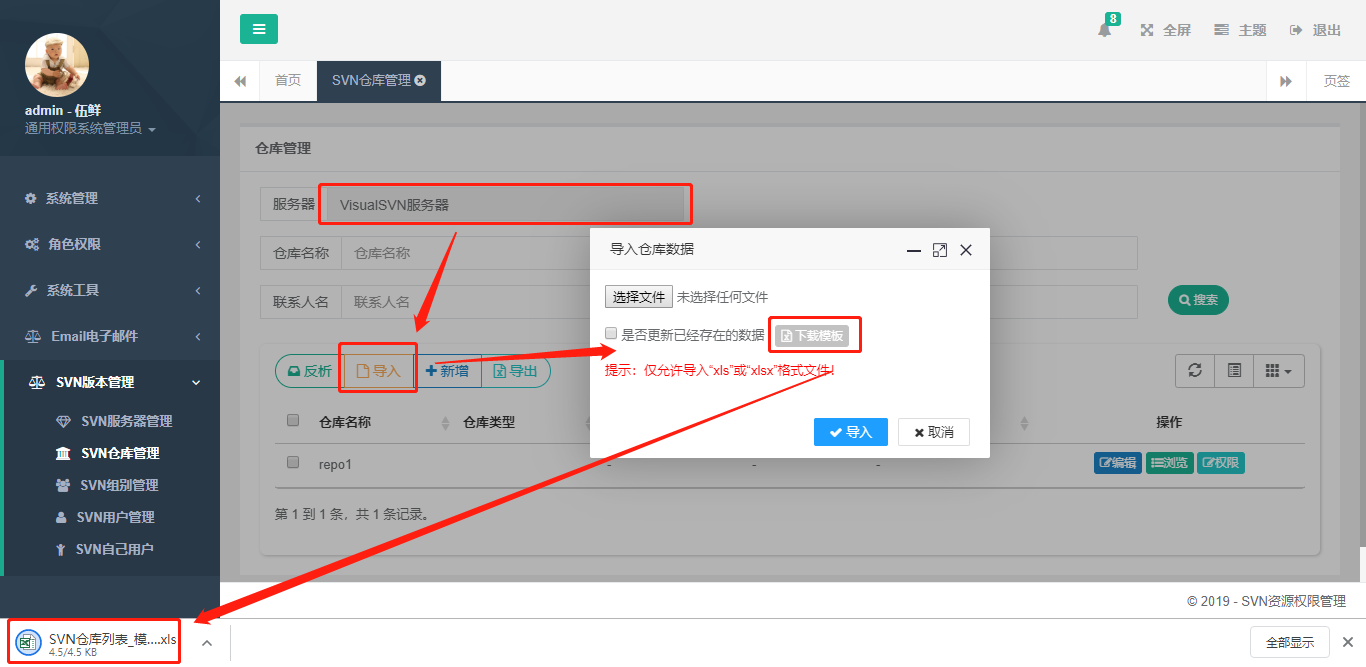 8
全屏
主题
退出
首页
SVN仓库管理
页签
admin - 伍鲜
通用权限系统管理员
系统管理
角色权限
系统工具
Email电子邮件
SVN版本管理
SVN服务器管理
SVN仓库管理
SVN组别管理
SVN用户管理
SVN自己用户
仓库管理
服务器 VisualSVN服务器
仓库名称 仓库名称
联系人名 联系人名
搜索
反析 导入 新增 导出
仓库名称 仓库类型 操作
repo1 - - - 编辑 浏览 权限
第 1 到 1 条，共 1 条记录。
导入仓库数据
选择文件 未选择任何文件
是否更新已经存在的数据 下载模板
提示：仅允许导入“xls”或“xlsx”格式文件！
导入 取消
© 2019 - SVN资源权限管理
SVN仓库列表_模....xls
4.5/4.5 KB
全部显示